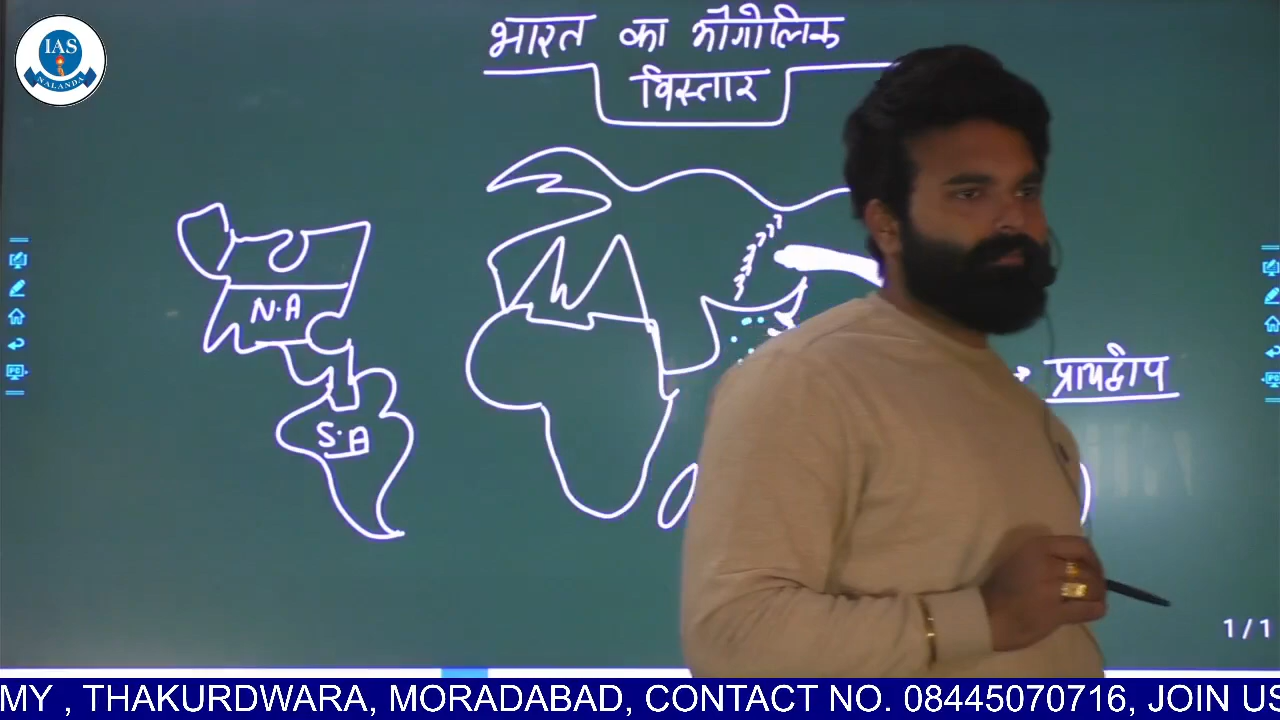 IAS
NALANDA
भारत का भौगोलिक
विस्तार
N.A
S.A
प्रायद्वीप
1/1
MY , THAKURDWARA, MORADABAD, CONTACT NO. 08445070716, JOIN US